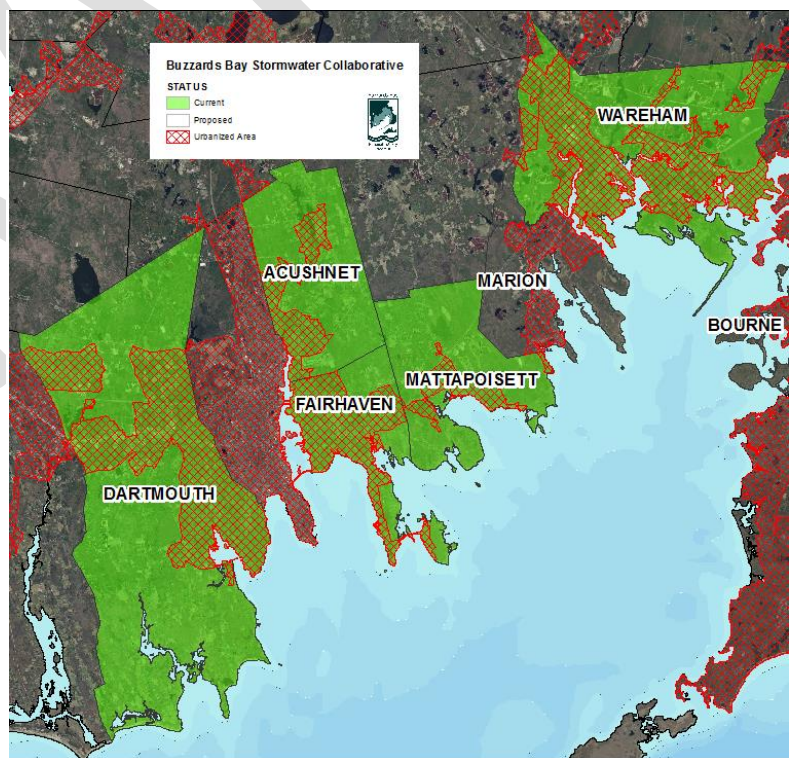 Buzzards Bay Stormwater Collaborative
STATUS
Current
Proposed
Urbanized Area
WAREHAM
ACUSHNET
MARION
BOURNE
MATTAPOISETT
FAIRHAVEN
DARTMOUTH